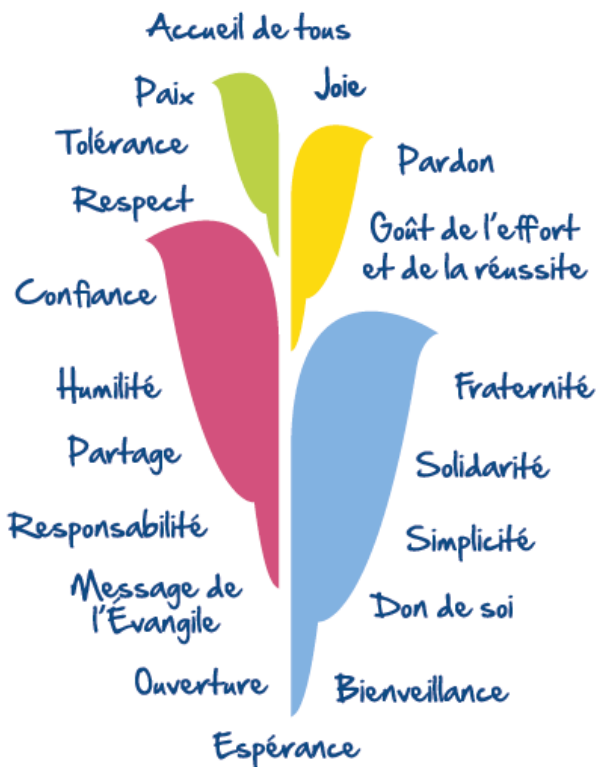 Accueil de tous
Paix
Joie
Tolérance
Pardon
Respect
Goût de l'effort
et de la réussite
Confiance
Humilité
Fraternité
Partage
Solidarité
Responsabilité
Simplicité
Message de
l'Évangile
Don de soi
Ouverture
Bienveillance
Espérance